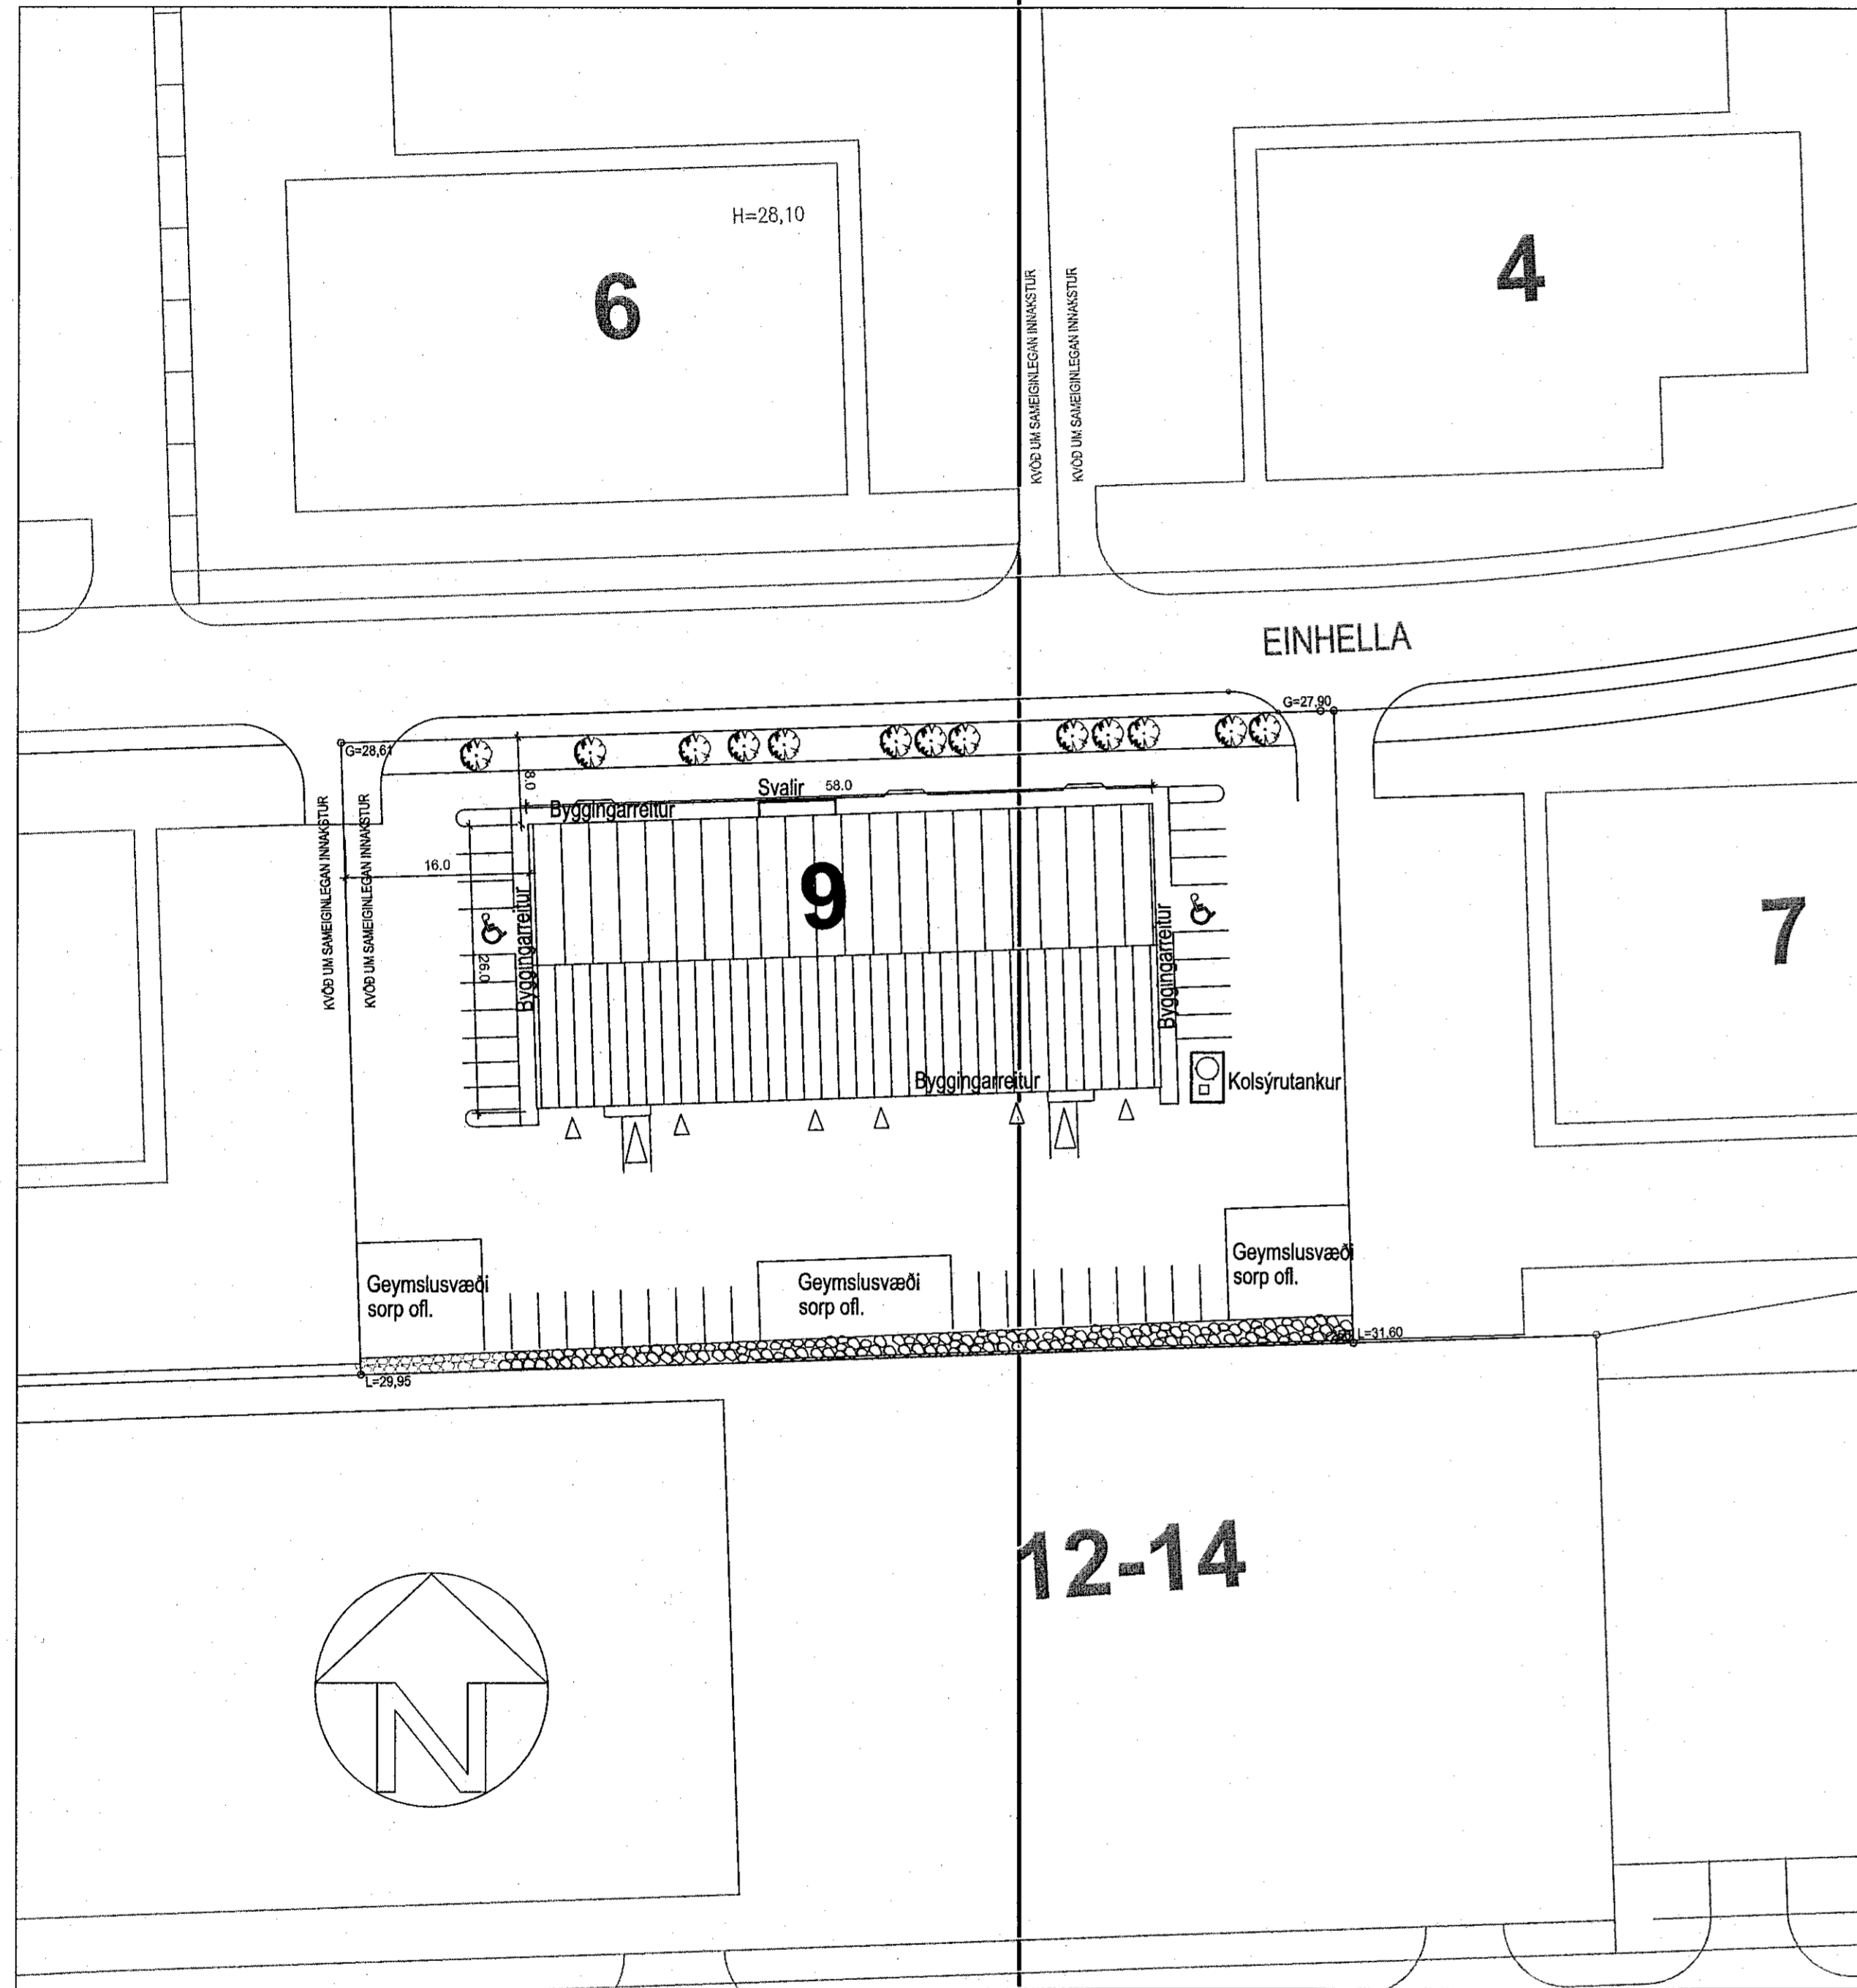 H=28,10
6
4
KVÖÐ UM SAMEIGINLEGAN INNAKSTUR
KVÖÐ UM SAMEIGINLEGAN INNAKSTUR
EINHELLA
G=27,90
G=28,61
8.0
Svalir
58.0
Byggingarreitur
KVÖÐ UM SAMEIGINLEGAN INNAKSTUR
KVÖÐ UM SAMEIGINLEGAN INNAKSTUR
16.0
9
7
26.0
Byggingarreitur
Byggingarreitur
Byggingarreitur
Kolsýrutankur
Geymslusvæði
sorp ofl.
Geymslusvæði
sorp ofl.
Geymslusvæði
sorp ofl.
L=31.60
L=29,95
12-14
N